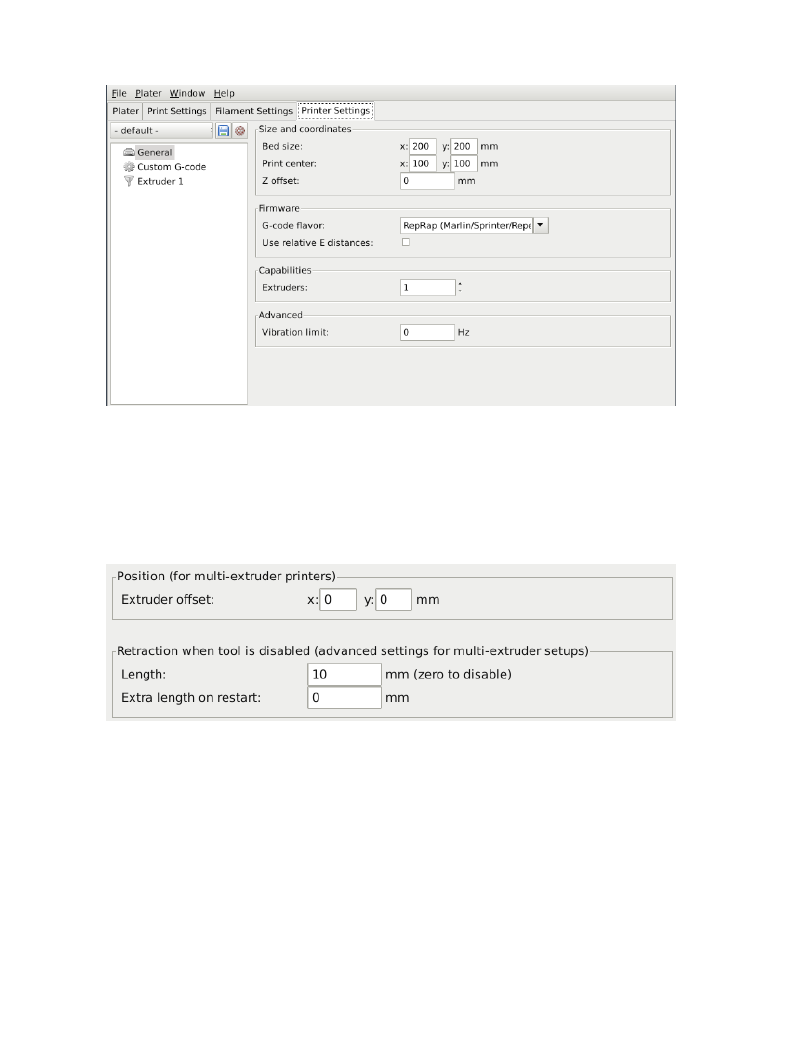 File Plater Window Help
Plater Print Settings Filament Settings Printer Settings
- default -
General
Custom G-code
Extruder 1
Size and coordinates
Bed size: x: 200 y: 200 mm
Print center: x: 100 y: 100 mm
Z offset: 0 mm
Firmware
G-code flavor: RepRap (Marlin/Sprinter/Repe
Use relative E distances:
Capabilities
Extruders: 1
Advanced
Vibration limit: 0 Hz
Position (for multi-extruder printers)
Extruder offset: x: 0 y: 0 mm
Retraction when tool is disabled (advanced settings for multi-extruder setups)
Length: 10 mm (zero to disable)
Extra length on restart: 0 mm